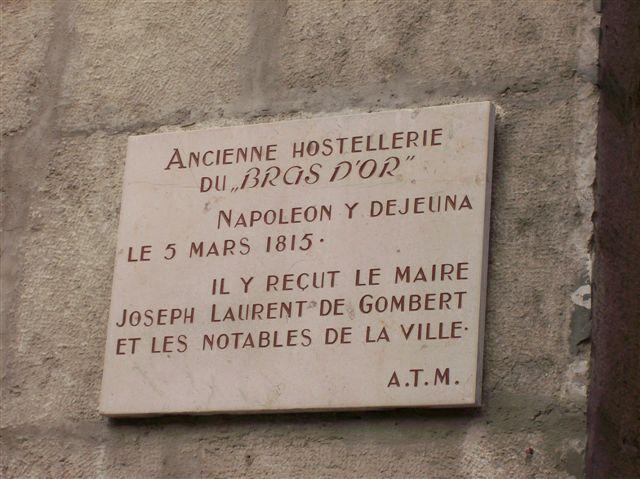 ANCIENNE HOSTELLERIE
DU „BRAS D'OR"
NAPOLEON Y DEJEUNA
LE 5 MARS 1815.
IL Y REÇUT LE MAIRE
JOSEPH LAURENT DE GOMBERT
ET LES NOTABLES DE LA VILLE.
A.T.M.